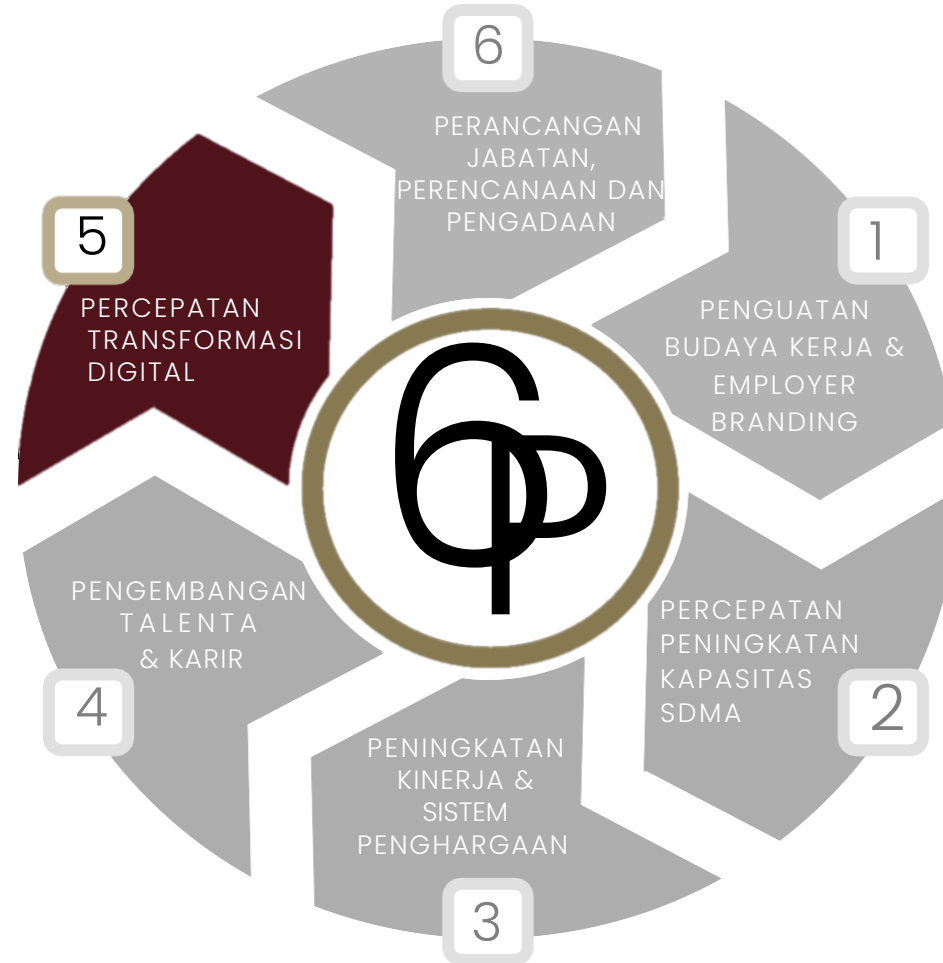 6
PERANCANGAN
JABATAN,
PERENCANAAN DAN
PENGADAAN
1
PENGUATAN
BUDAYA KERJA &
EMPLOYER
BRANDING
2
PERCEPATAN
PENINGKATAN
KAPASITAS
SDMA
3
PENINGKATAN
KINERJA &
SISTEM
PENGHARGAAN
4
PENGEMBANGAN
TALENTA
& KARIR
5
PERCEPATAN
TRANSFORMASI
DIGITAL
6P